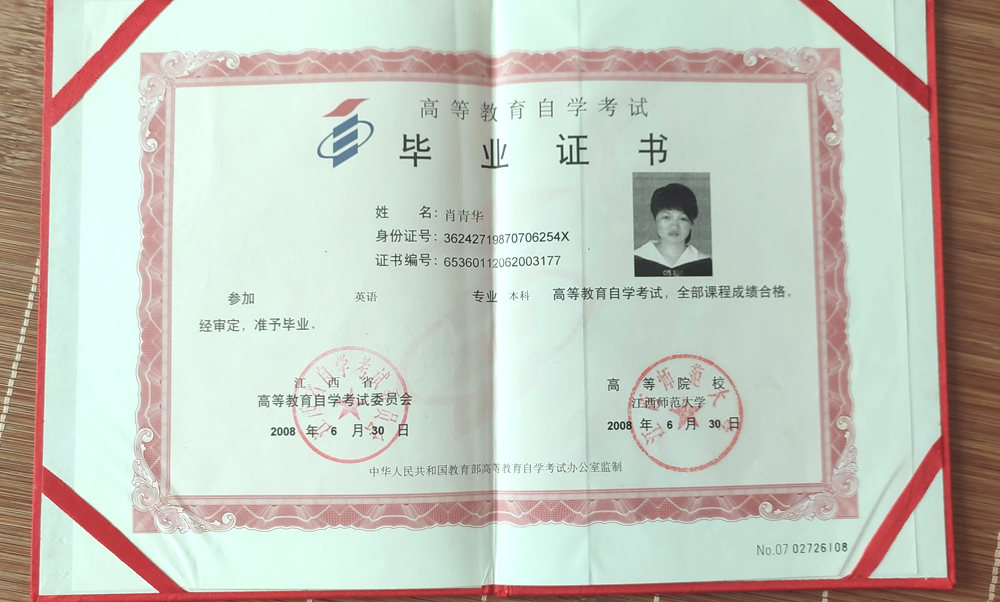 高等教育自学考试
毕业证书
姓名：肖青华
身份证号：36242719870706254X
证书编号：65360112062003177
参加 英语 专业 本科 高等教育自学考试，全部课程成绩合格，
经审定，准予毕业。
江西省
高等教育自学考试委员会
2008 年 6 月 30 日
高等院校
江西师范大学
2008 年 6 月 30 日
中华人民共和国教育部高等教育自学考试办公室监制
No.07 02726108